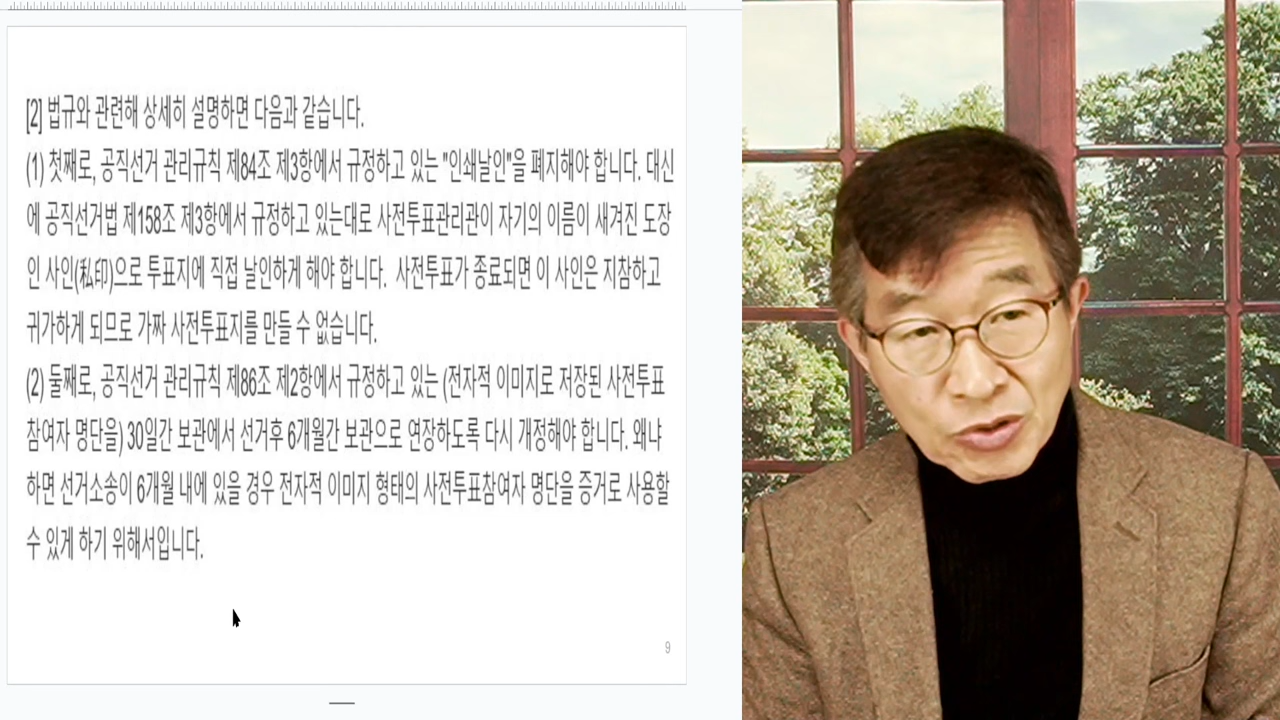 [2] 법규와 관련해 상세히 설명하면 다음과 같습니다.
(1) 첫째로, 공직선거 관리규칙 제84조 제3항에서 규정하고 있는 "인쇄날인"을 폐지해야 합니다. 대신
에 공직선거법 제158조 제3항에서 규정하고 있는대로 사전투표관리관이 자기의 이름이 새겨진 도장
인 사인(私印)으로 투표지에 직접 날인하게 해야 합니다. 사전투표가 종료되면 이 사인은 지참하고
귀가하게 되므로 가짜 사전투표지를 만들 수 없습니다.
(2) 둘째로, 공직선거 관리규칙 제86조 제2항에서 규정하고 있는 (전자적 이미지로 저장된 사전투표
참여자 명단을) 30일간 보관에서 선거후 6개월간 보관으로 연장하도록 다시 개정해야 합니다. 왜냐
하면 선거소송이 6개월 내에 있을 경우 전자적 이미지 형태의 사전투표참여자 명단을 증거로 사용할
수 있게 하기 위해서입니다.
9